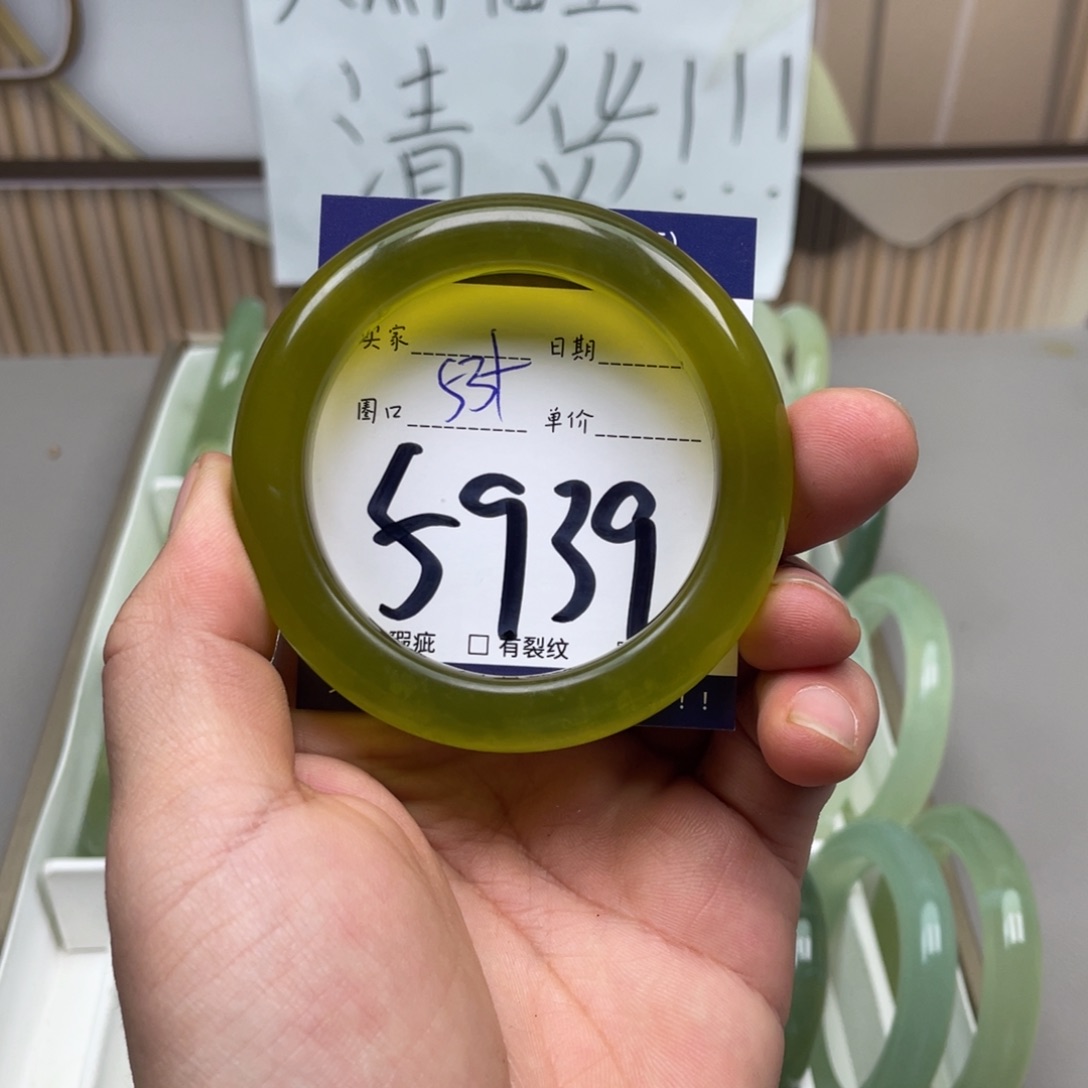 清货!!!
买家 日期
圈口 53+ 单价
5939
瑕疵 □ 有裂纹
!!